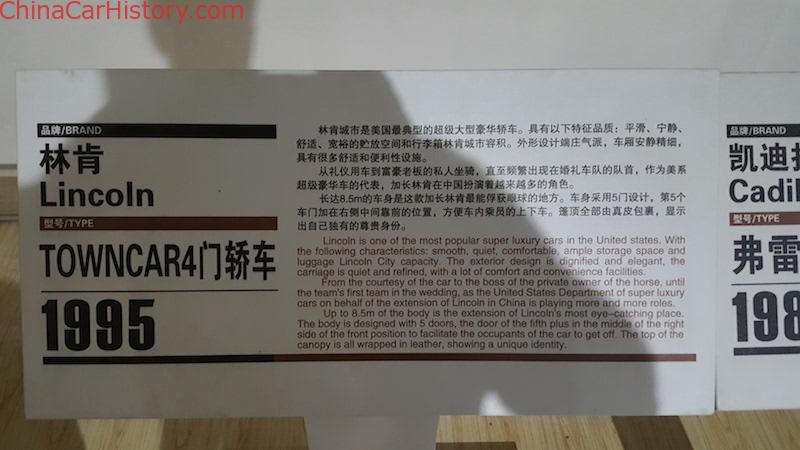 ChinaCarHistory.com
品牌/BRAND
林肯
Lincoln
型号/TYPE
TOWNCAR4门轿车
1995
林肯城市是美国最典型的超级大型豪华轿车。具有以下特征品质：平滑、宁静、
舒适、宽裕的贮放空间和行李箱林肯城市容积。外形设计端庄气派，车厢安静精细，
具有很多舒适和便利性设施。
从礼仪用车到富豪老板的私人坐骑，直至频繁出现在婚礼车队的队首，作为美系
超级豪华车的代表，加长林肯在中国扮演着越来越多的角色。
长达8.5m的车身是这款加长林肯最能俘获眼球的地方。车身采用5门设计，第5个
车门加在右侧中间靠前的位置，方便车内乘员的上下车。篷顶全部由真皮包裹，显示
出自己独有的尊贵身份。
Lincoln is one of the most popular super luxury cars in the United states. With
the following characteristics: smooth, quiet, comfortable, ample storage space and
luggage Lincoln City capacity. The exterior design is dignified and elegant, the
carriage is quiet and refined, with a lot of comfort and convenience facilities.
From the courtesy of the car to the boss of the private owner of the horse, until
the team's first team in the wedding, as the United States Department of super luxury
cars on behalf of the extension of Lincoln in China is playing more and more roles.
Up to 8.5m of the body is the extension of Lincoln's most eye-catching place.
The body is designed with 5 doors, the door of the fifth plus in the middle of the right
side of the front position to facilitate the occupants of the car to get off. The top of the
canopy is all wrapped in leather, showing a unique identity.
品牌/BRAND
凯迪
Cadil
型号/TYPE
弗雷
198